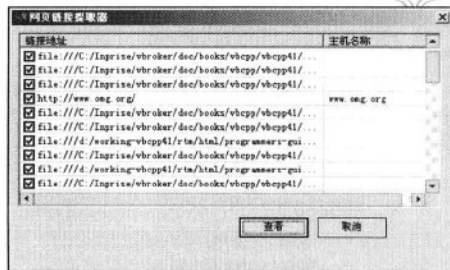 网页链接提取器
链接地址 主机名称
file:///C:/Inprise/vbroker/doc/books/vbcpp/vbcpp41/...
file:///C:/Inprise/vbroker/doc/books/vbcpp/vbcpp41/...
file:///C:/Inprise/vbroker/doc/books/vbcpp/vbcpp41/...
http://www.omg.org/ www.omg.org
file:///C:/Inprise/vbroker/doc/books/vbcpp/vbcpp41/...
file:///C:/Inprise/vbroker/doc/books/vbcpp/vbcpp41/...
file:///d:/working-vbcpp41/rtm/html/programmers-gui...
file:///C:/Inprise/vbroker/doc/books/vbcpp/vbcpp41/...
file:///d:/working-vbcpp41/rtm/html/programmers-gui...
file:///C:/Inprise/vbroker/doc/books/vbcpp/vbcpp41/...
查看 取消